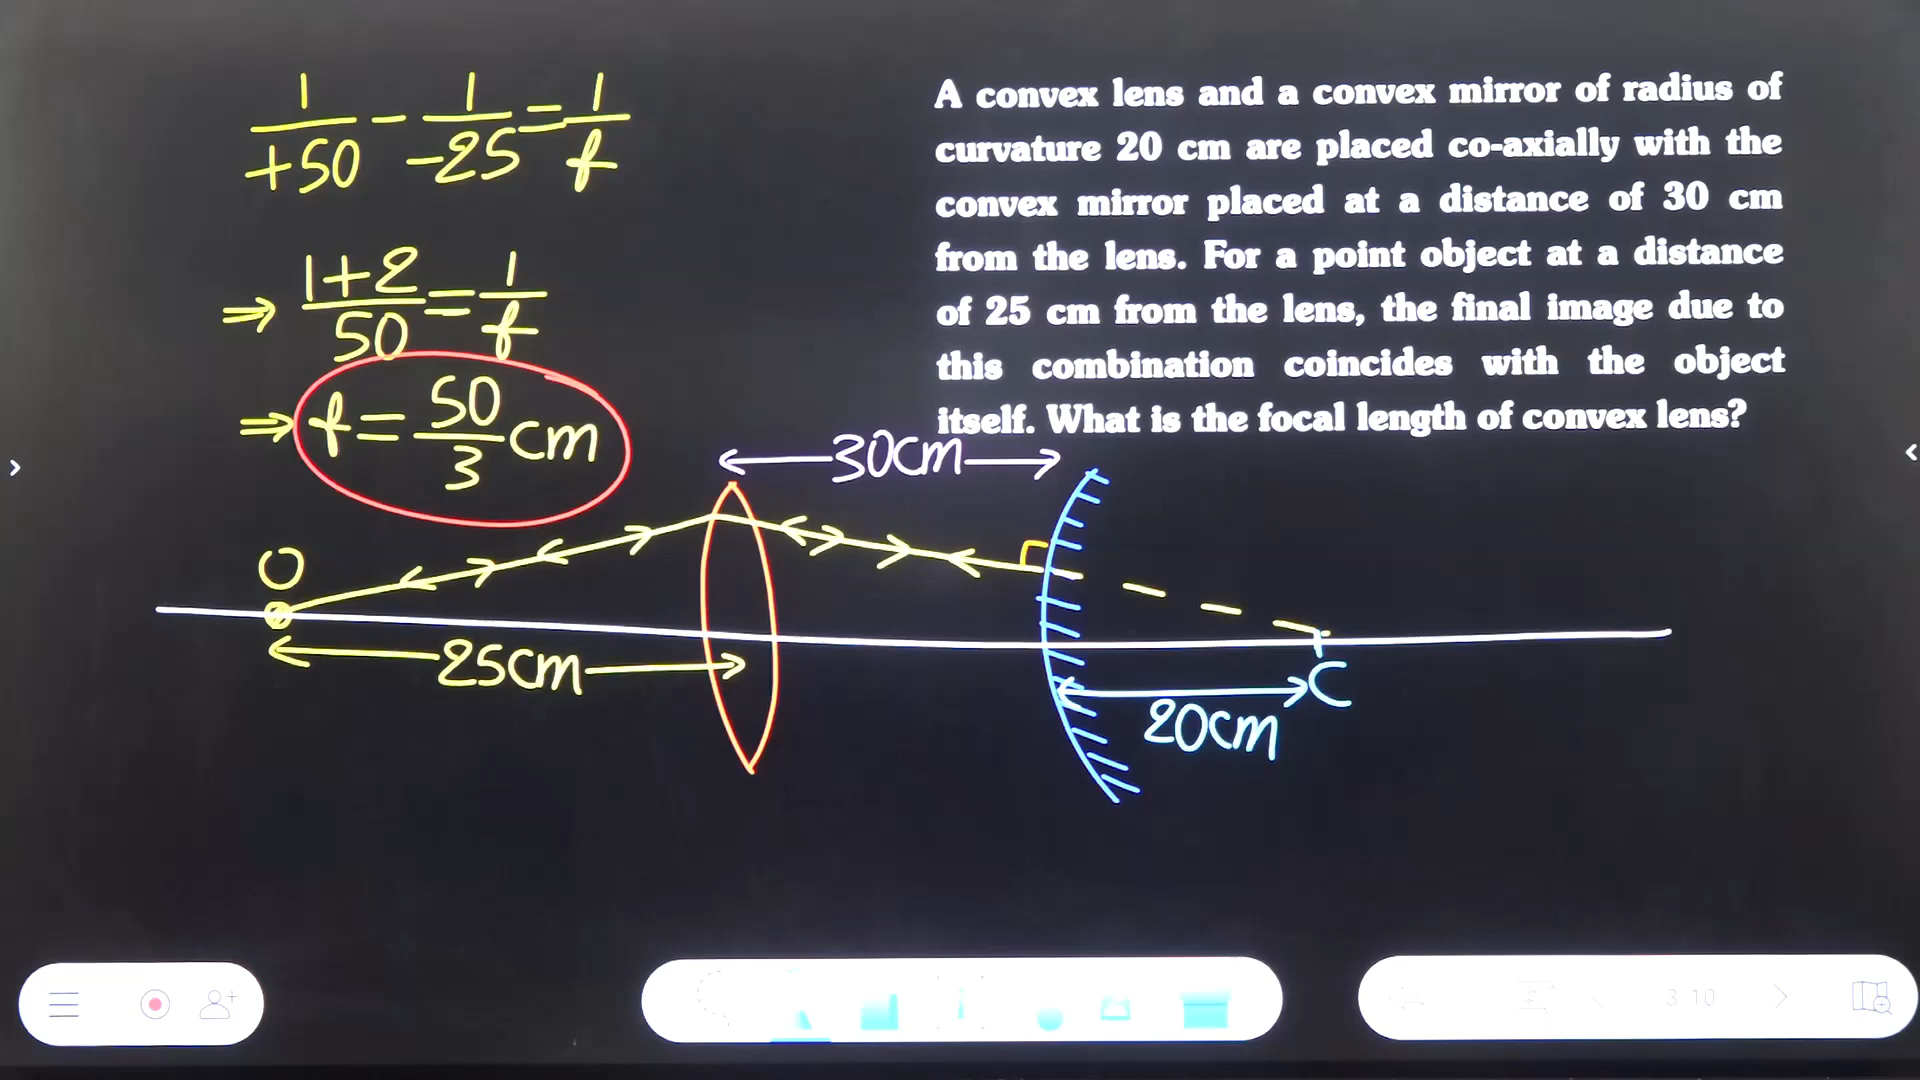 1/+50 - 1/-25 = 1/f
⇒ 1+2/50 = 1/f
⇒ f = 50/3 cm
A convex lens and a convex mirror of radius of
curvature 20 cm are placed co-axially with the
convex mirror placed at a distance of 30 cm
from the lens. For a point object at a distance
of 25 cm from the lens, the final image due to
this combination coincides with the object
itself. What is the focal length of convex lens?
30cm
O
25cm
C
20cm